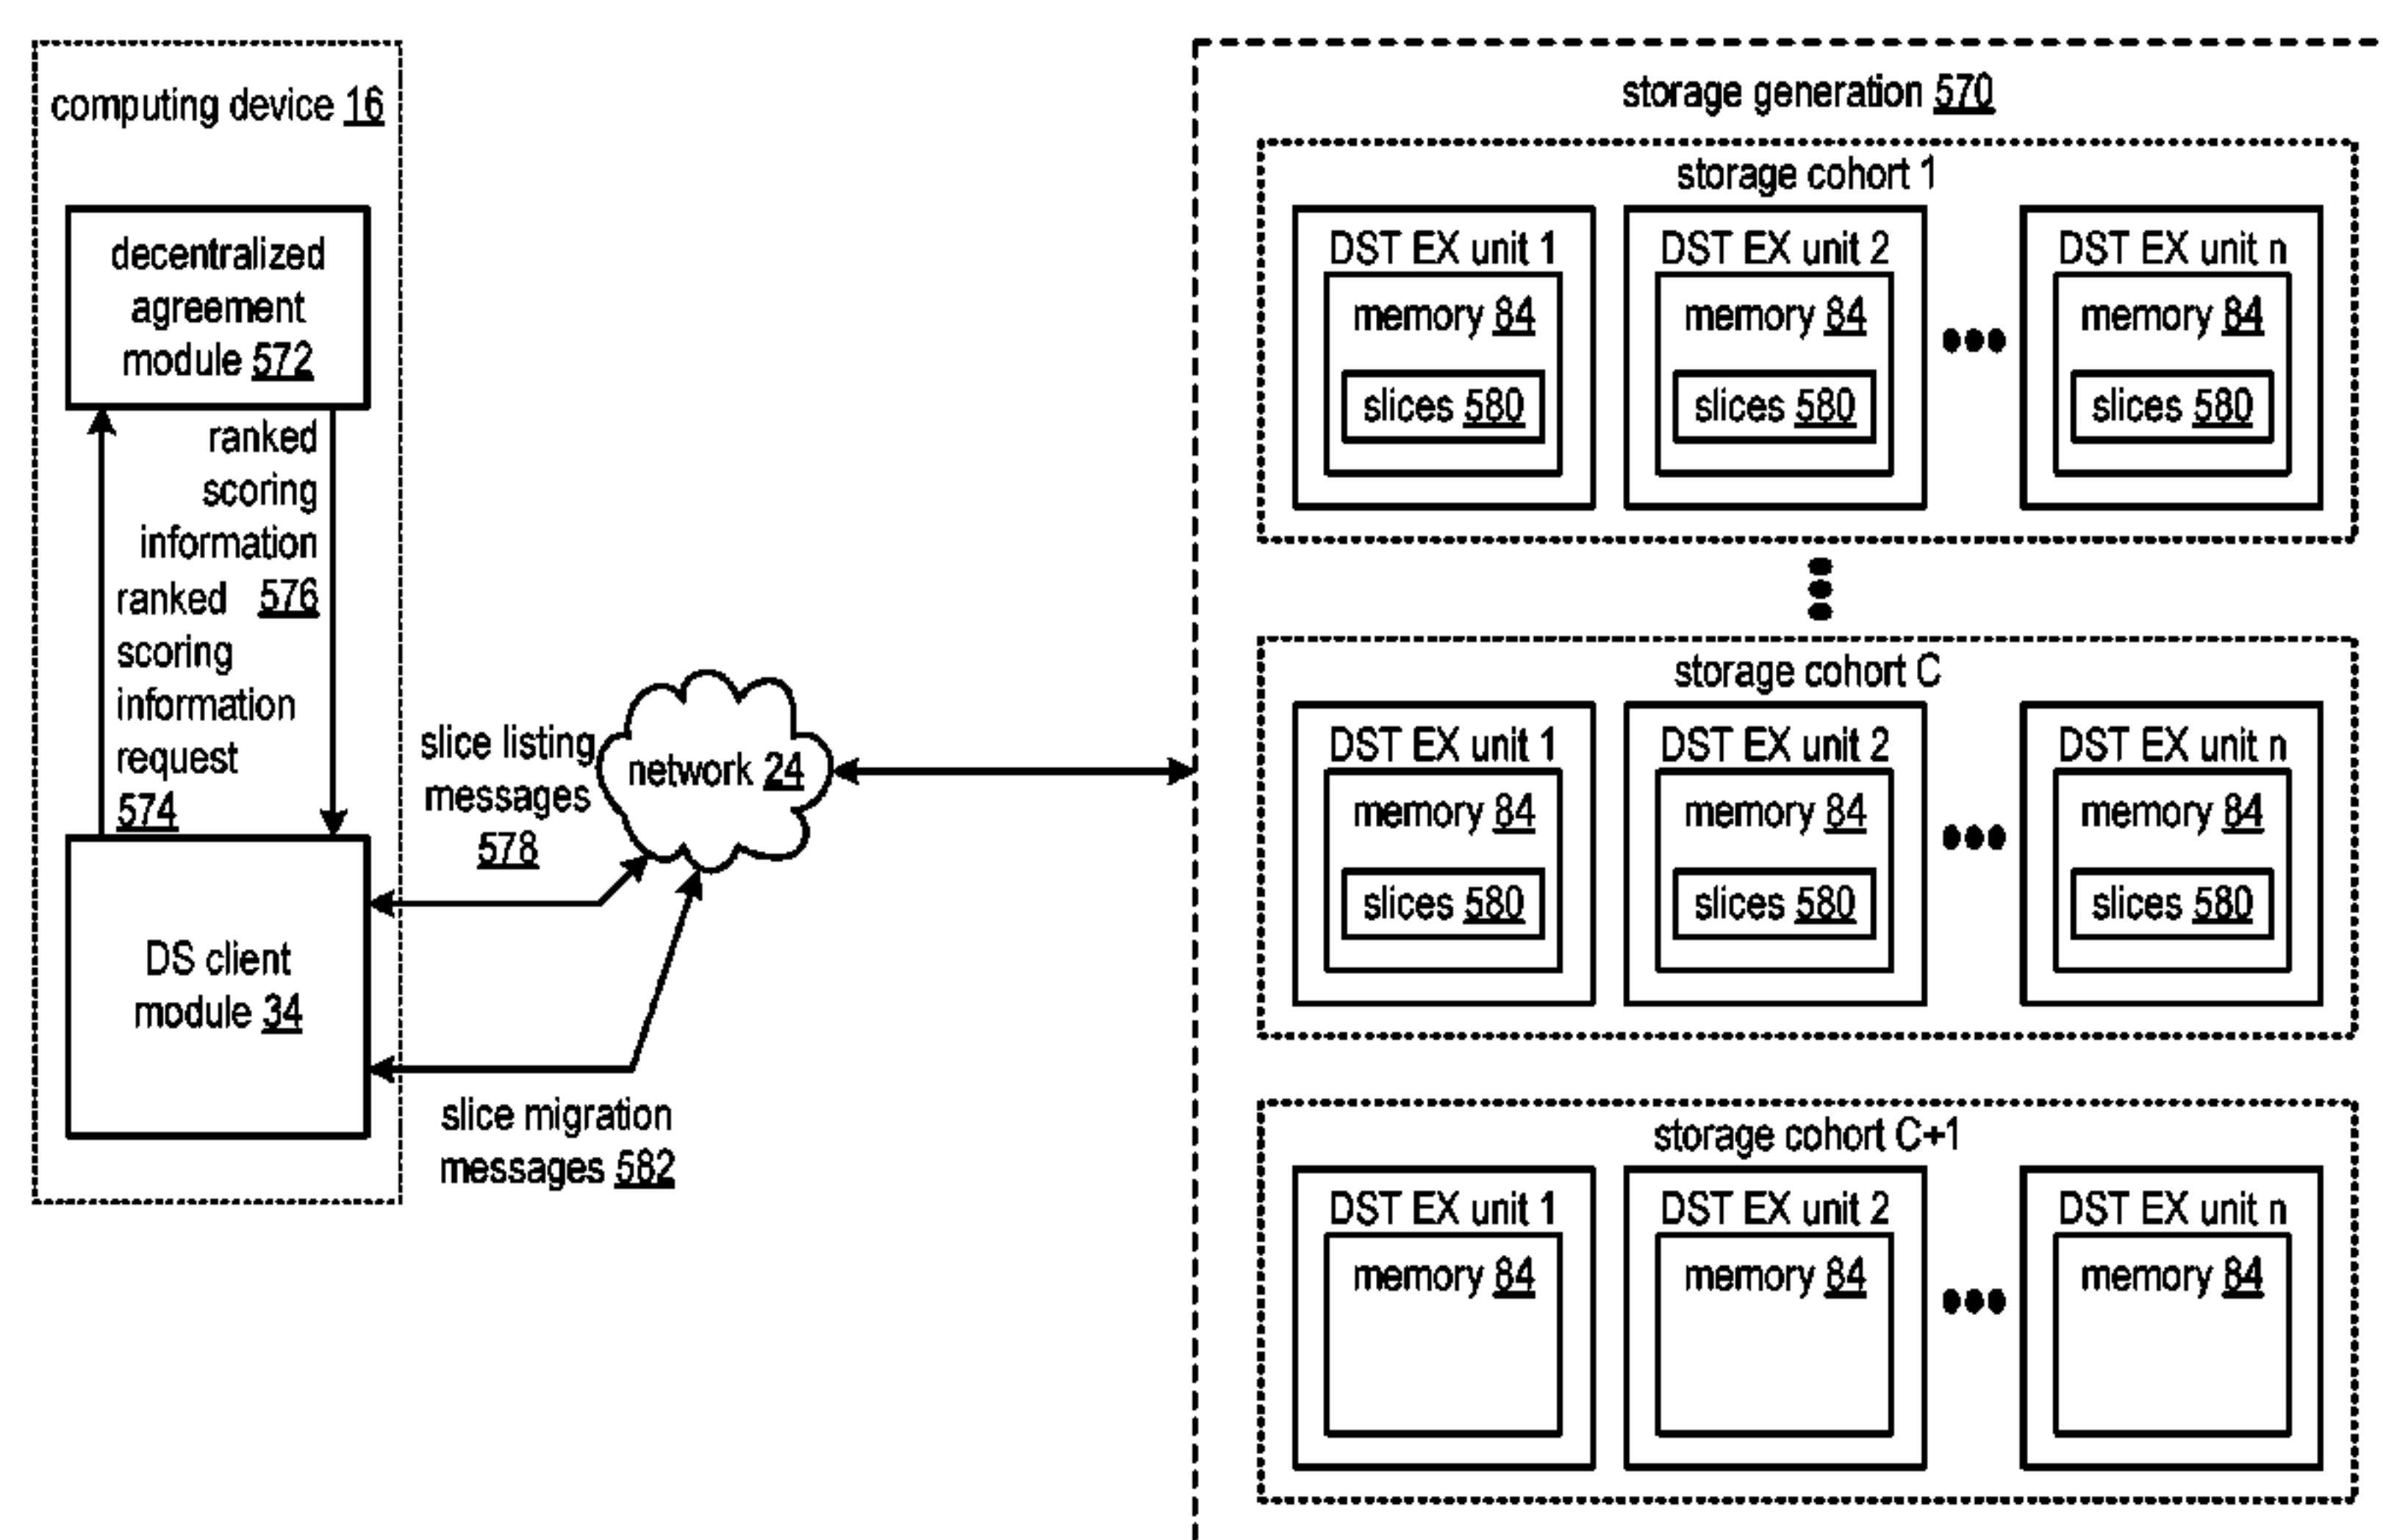 computing device 16
decentralized
agreement
module 572
ranked
scoring
information
576
ranked
scoring
information
request
574
DS client
module 34
slice listing
messages
578
network 24
slice migration
messages 582
storage generation 570
storage cohort 1
DST EX unit 1
memory 84
slices 580
DST EX unit 2
memory 84
slices 580
DST EX unit n
memory 84
slices 580
storage cohort C
DST EX unit 1
memory 84
slices 580
DST EX unit 2
memory 84
slices 580
DST EX unit n
memory 84
slices 580
storage cohort C+1
DST EX unit 1
memory 84
DST EX unit 2
memory 84
DST EX unit n
memory 84